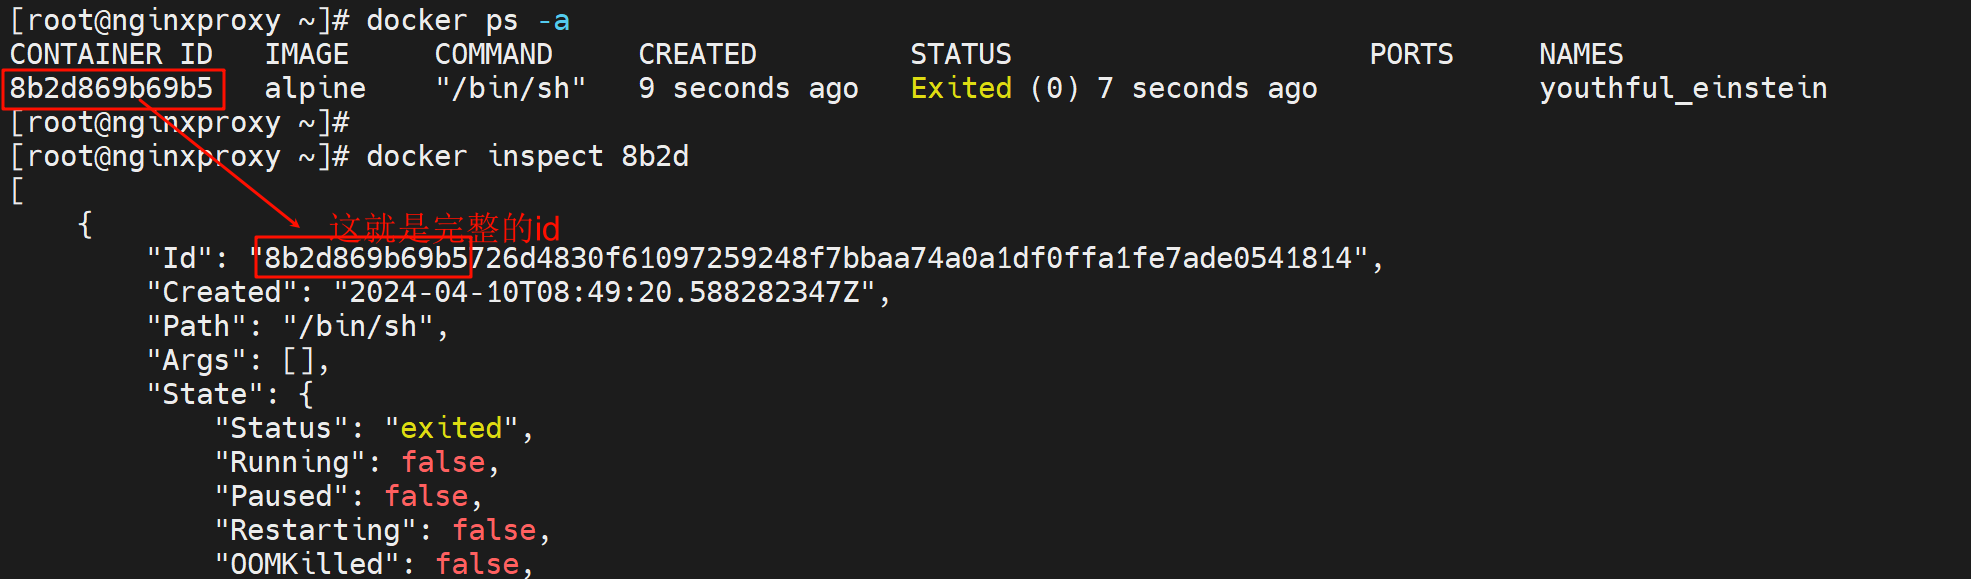 [root@nginxproxy ~]# docker ps -a
CONTAINER ID   IMAGE     COMMAND     CREATED         STATUS                     PORTS     NAMES
8b2d869b69b5   alpine    "/bin/sh"   9 seconds ago   Exited (0) 7 seconds ago             youthful_einstein
[root@nginxproxy ~]#
[root@nginxproxy ~]# docker inspect 8b2d
[
    {
这就是完整的id
        "Id": "8b2d869b69b5726d4830f61097259248f7bbaa74a0a1df0ffa1fe7ade0541814",
        "Created": "2024-04-10T08:49:20.588282347Z",
        "Path": "/bin/sh",
        "Args": [],
        "State": {
            "Status": "exited",
            "Running": false,
            "Paused": false,
            "Restarting": false,
            "OOMKilled": false,